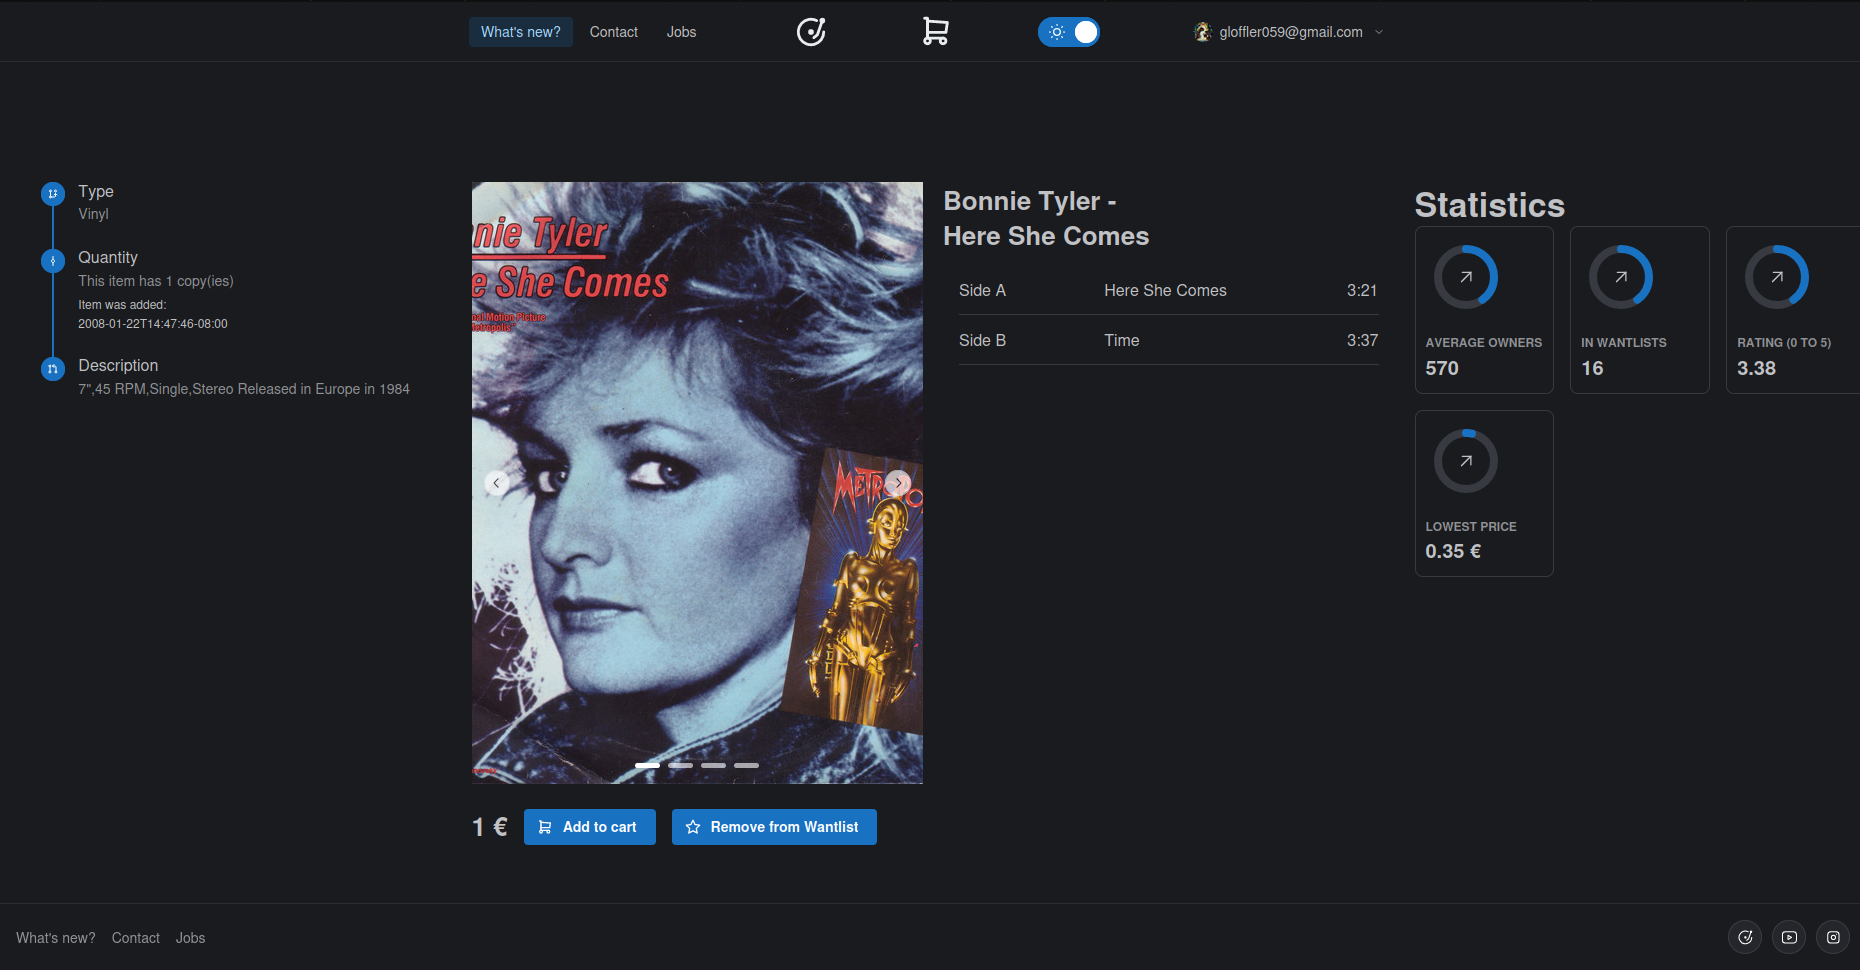 What's new?
Contact
Jobs
gloffler059@gmail.com
Type
Vinyl
Quantity
This item has 1 copy(ies)
Item was added:
2008-01-22T14:47:46-08:00
Description
7",45 RPM,Single,Stereo Released in Europe in 1984
nie Tyler
e She Comes
Motion Picture
Metropolis"
METRO
1 €
Add to cart
Remove from Wantlist
Bonnie Tyler -
Here She Comes
Side A Here She Comes 3:21
Side B Time 3:37
Statistics
AVERAGE OWNERS
570
IN WANTLISTS
16
RATING (0 TO 5)
3.38
LOWEST PRICE
0.35 €
What's new?
Contact
Jobs